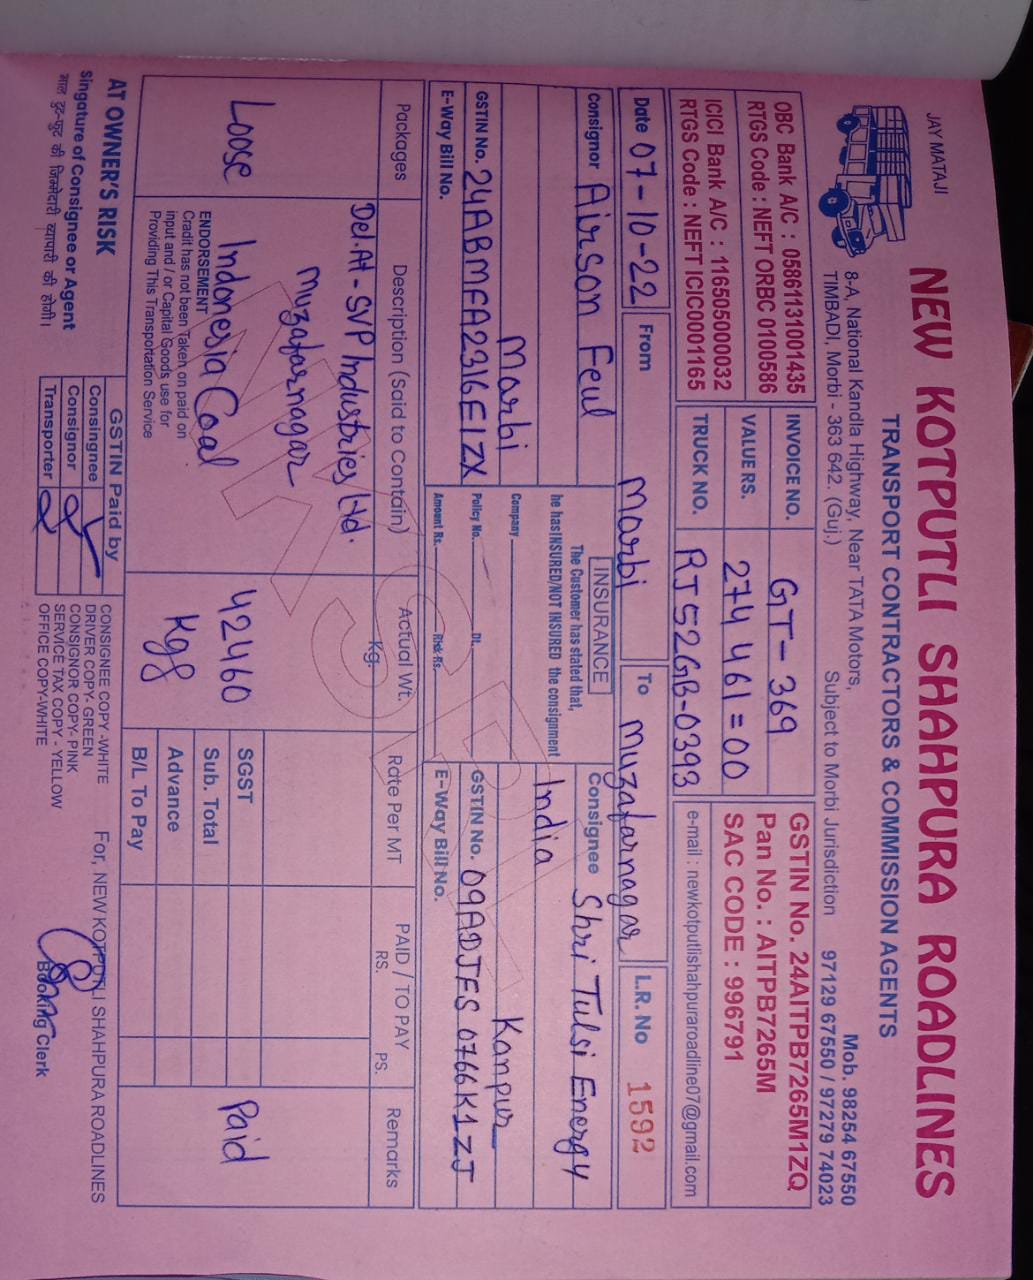 JAY MATAJI
NEW KOTPUTLI SHAHPURA ROADLINES
TRANSPORT CONTRACTORS & COMMISSION AGENTS
8-A, National Kandla Highway, Near TATA Motors,
TIMBADI, Morbi - 363 642. (Guj.)
Subject to Morbi Jurisdiction
Mob. 98254 67550
97129 67550 / 97279 74023
OBC Bank A/C : 05861131001435
RTGS Code : NEFT ORBC 0100586
ICICI Bank A/C : 116505000032
RTGS Code : NEFT ICIC0001165
INVOICE NO. GT-369
VALUE RS. 274461=00
TRUCK NO. RJ52GB-0393
GSTIN No. 24AITPB7265M1ZQ
Pan No. : AITPB7265M
SAC CODE : 996791
e-mail : newkotputlishahpuraroadline07@gmail.com
Date 07-10-22 From Morbi To Muzafarnagar L.R. No 1592
Consignor Airson Feul
Morbi
GSTIN No. 24ABMFA2316E1ZX
E-Way Bill No.
INSURANCE
The Customer has stated that,
he has INSURED/NOT INSURED the consignment
Company
Policy No. Dt.
Amount Rs. Risk Rs.
Consignee Shri Tulsi Energy
India
Kanpur
GSTIN No. 09ADJFS0766K1ZJ
E-Way Bill No.
Packages Description (Said to Contain) Actual Wt. Kg. Rate Per MT PAID / TO PAY RS. PS. Remarks
Del. At - SVP Industries Ltd.
Muzafarnagar
Loose Indonesia Coal 42460 Kgs Paid
SGST
Sub. Total
Advance
B/L To Pay
ENDORSEMENT
Cradit has not been Taken, on paid on
input and / or Capital Goods use for
Providing This Transportation Service
AT OWNER'S RISK
Singature of Consignee or Agent
माल टूट-फूट की जिम्मेदारी व्यापारी की होगी।
GSTIN Paid by
Consingnee
Consignor
Transporter
CONSIGNEE COPY -WHITE
DRIVER COPY- GREEN
CONSIGNOR COPY- PINK
SERVICE TAX COPY - YELLOW
OFFICE COPY-WHITE
For, NEW KOTPUTLI SHAHPURA ROADLINES
Booking Clerk